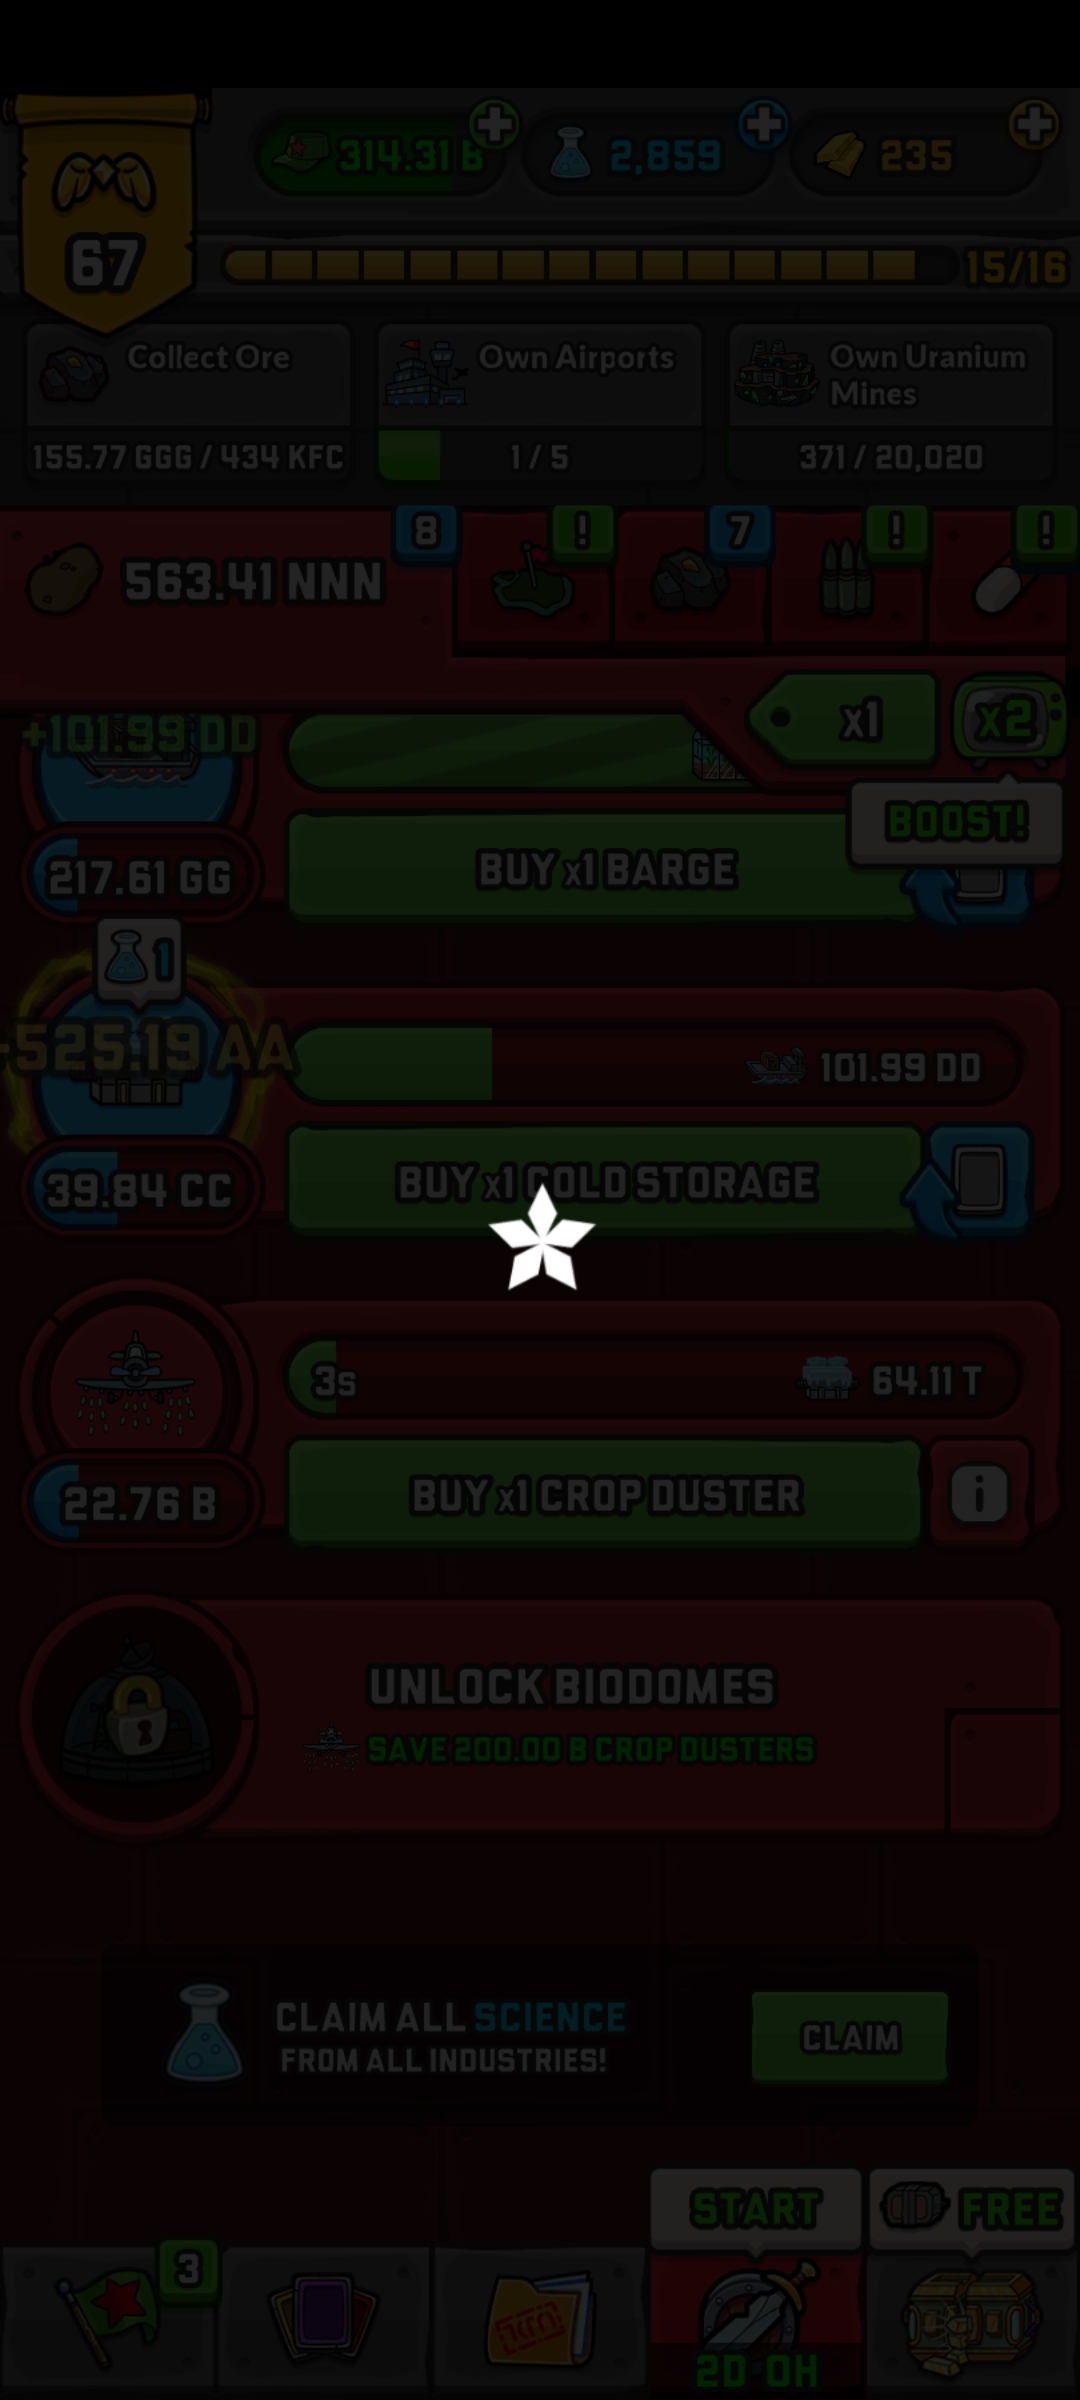 314.31 B
2,859
235
67
15/16
Collect Ore
155.77 GGG / 434 KFC
Own Airports
1 / 5
Own Uranium
Mines
371 / 20,020
563.41 NNN
8
!
7
!
!
x1
x2
BOOST!
+101.99 DD
217.61 GG
BUY x1 BARGE
1
-525.19 AA
101.99 DD
39.84 CC
BUY x1 COLD STORAGE
3s
64.11 T
22.76 B
BUY x1 CROP DUSTER
i
UNLOCK BIODOMES
SAVE 200.00 B CROP DUSTERS
CLAIM ALL SCIENCE
FROM ALL INDUSTRIES!
CLAIM
START
FREE
3
2D 0H